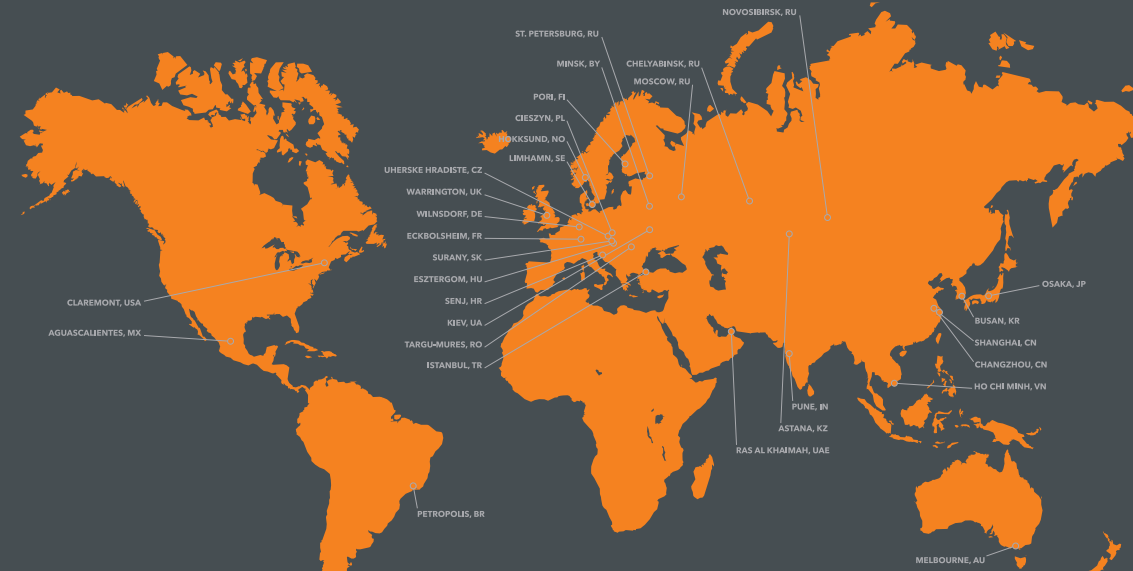 NOVOSIBIRSK, RU
ST. PETERSBURG, RU
MINSK, BY
CHELYABINSK, RU
MOSCOW, RU
PORI, FI
CIESZYN, PL
HOKKSUND, NO
LIMHAMN, SE
UHERSKE HRADISTE, CZ
WARRINGTON, UK
WILNSDORF, DE
ECKBOLSHEIM, FR
SURANY, SK
ESZTERGOM, HU
SENJ, HR
KIEV, UA
TARGU-MURES, RO
ISTANBUL, TR
CLAREMONT, USA
AGUASCALIENTES, MX
OSAKA, JP
BUSAN, KR
SHANGHAI, CN
CHANGZHOU, CN
HO CHI MINH, VN
PUNE, IN
ASTANA, KZ
RAS AL KHAIMAH, UAE
PETROPOLIS, BR
MELBOURNE, AU